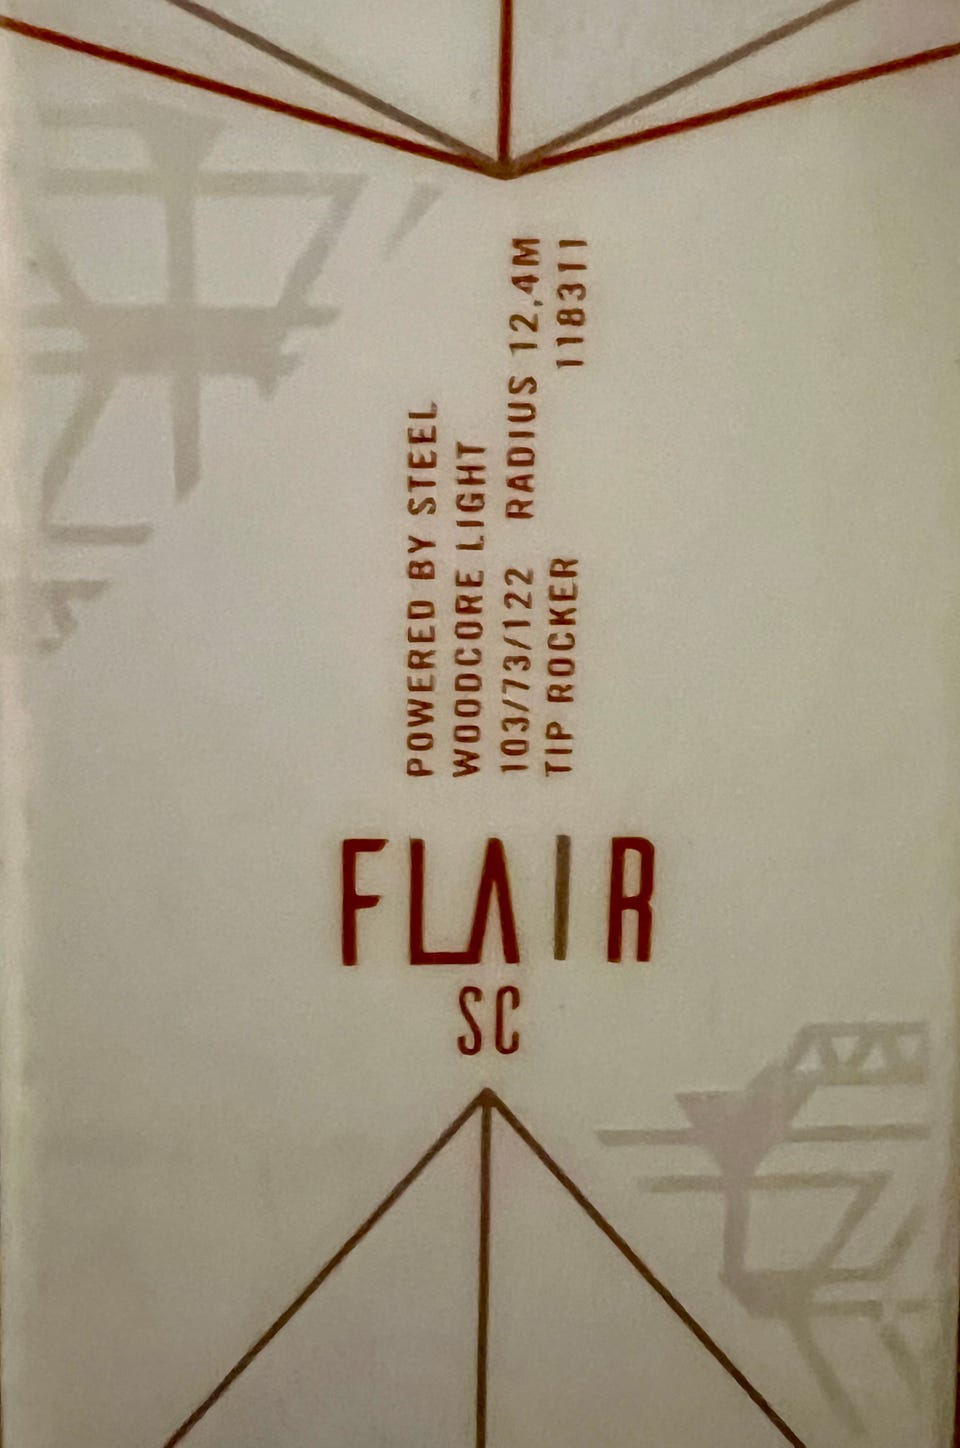 POWERED BY STEEL
WOODCORE LIGHT
103/73/122 RADIUS 12,4M
TIP ROCKER 118311
FLAIR
SC